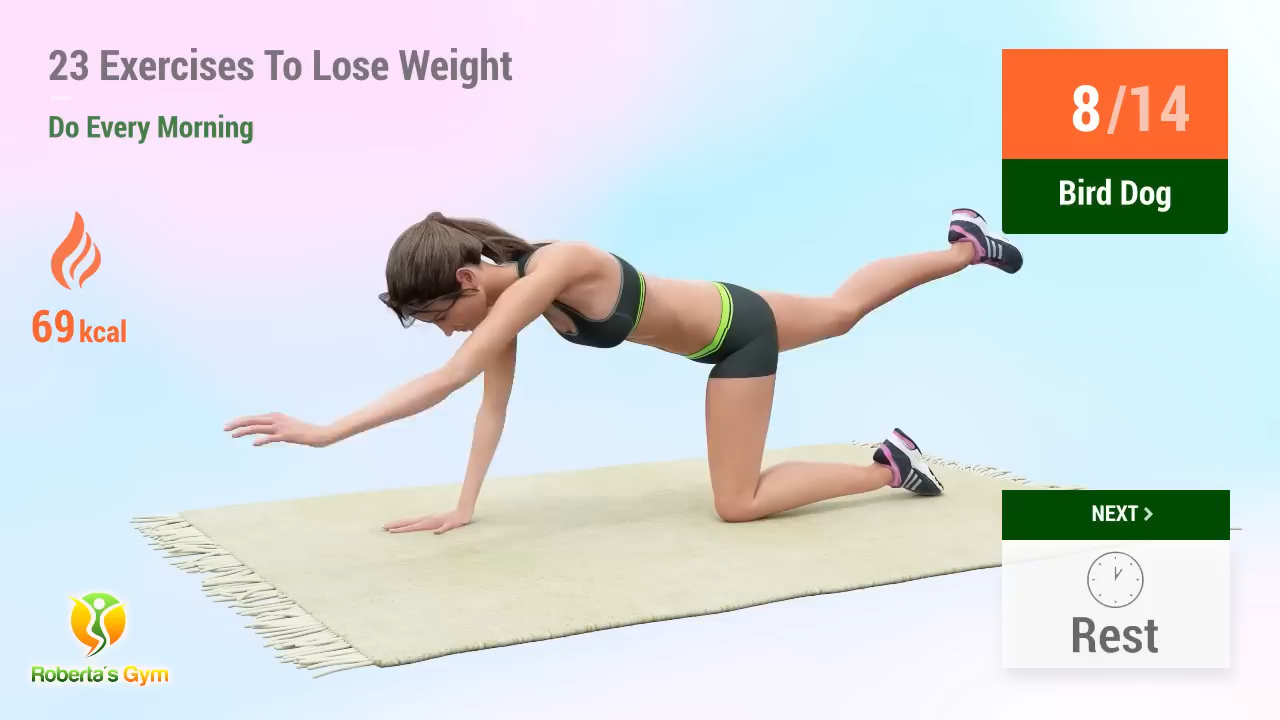 23 Exercises To Lose Weight
Do Every Morning
8/14
Bird Dog
69 kcal
NEXT >
Rest
Roberta´s Gym